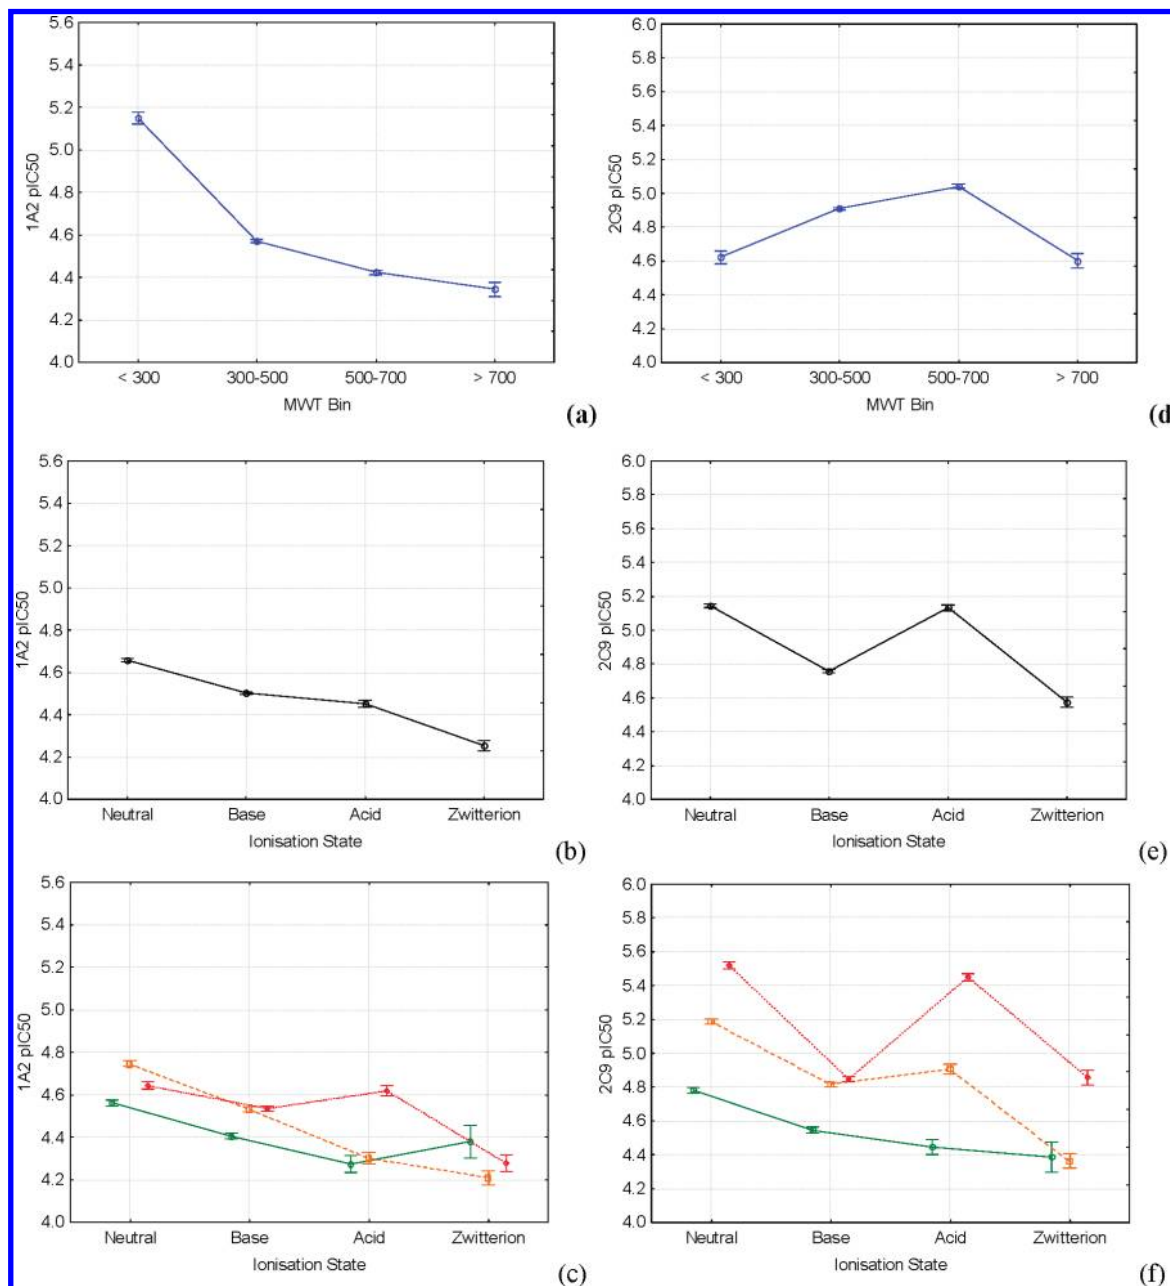 5.6
5.4
5.2
5.0
4.8
4.6
4.4
4.2
4.0
1A2 pIC50
< 300 300-500 500-700 > 700
MWT Bin
(a)
6.0
5.8
5.6
5.4
5.2
5.0
4.8
4.6
4.4
4.2
4.0
2C9 pIC50
< 300 300-500 500-700 > 700
MWT Bin
(d
5.6
5.4
5.2
5.0
4.8
4.6
4.4
4.2
4.0
1A2 pIC50
Neutral Base Acid Zwitterion
Ionisation State
(b)
6.0
5.8
5.6
5.4
5.2
5.0
4.8
4.6
4.4
4.2
4.0
2C9 pIC50
Neutral Base Acid Zwitterion
Ionisation State
(e)
5.6
5.4
5.2
5.0
4.8
4.6
4.4
4.2
4.0
1A2 pIC50
Neutral Base Acid Zwitterion
Ionisation State
(c)
6.0
5.8
5.6
5.4
5.2
5.0
4.8
4.6
4.4
4.2
4.0
2C9 pIC50
Neutral Base Acid Zwitterion
Ionisation State
(f)